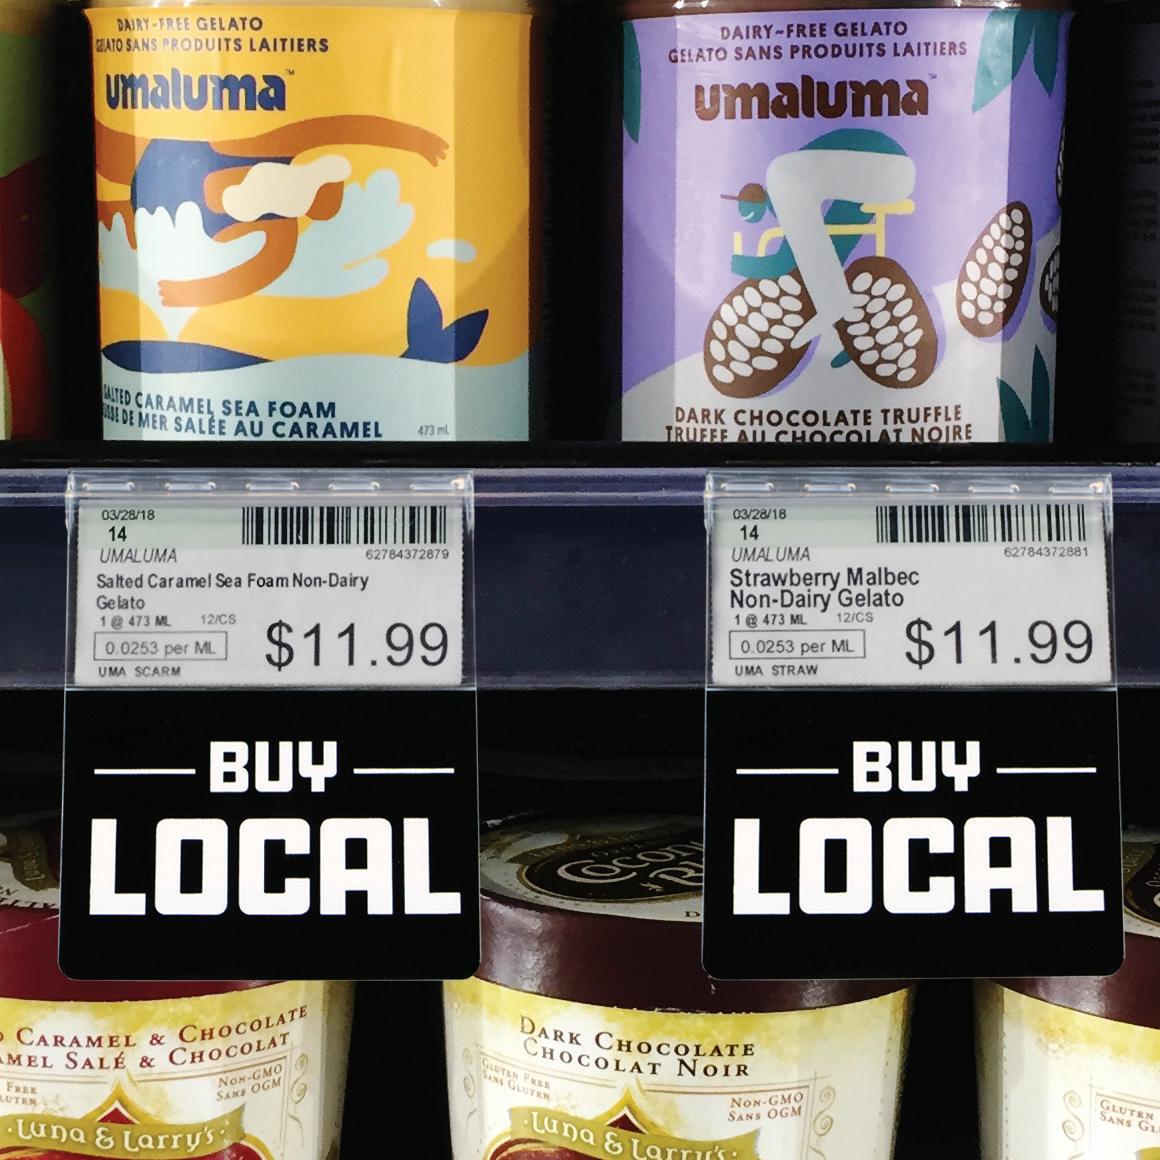 DAIRY-FREE GELATO
GELATO SANS PRODUITS LAITIERS
umaluma™
SALTED CARAMEL SEA FOAM
DE MER SALÉE AU CARAMEL
473 mL
DAIRY-FREE GELATO
GELATO SANS PRODUITS LAITIERS
umaluma™
DARK CHOCOLATE TRUFFLE
TRUFFE AU CHOCOLAT NOIRE
03/28/18
14
UMALUMA
62784372879
Salted Caramel Sea Foam Non-Dairy
Gelato
1 @ 473 ML 12/CS
0.0253 per ML
$11.99
UMA SCARM
03/28/18
14
UMALUMA
62784372881
Strawberry Malbec
Non-Dairy Gelato
1 @ 473 ML 12/CS
0.0253 per ML
$11.99
UMA STRAW
BUY
LOCAL
BUY
LOCAL
CARAMEL & CHOCOLATE
AMEL SALÉ & CHOCOLAT
FREE
NON-GMO
SANS OGM
Luna & Larry's
DARK CHOCOLATE
CHOCOLAT NOIR
GLUTEN FREE
SANS GLUTEN
NON-GMO
SANS OGM
Luna & Larry's
GLUTEN